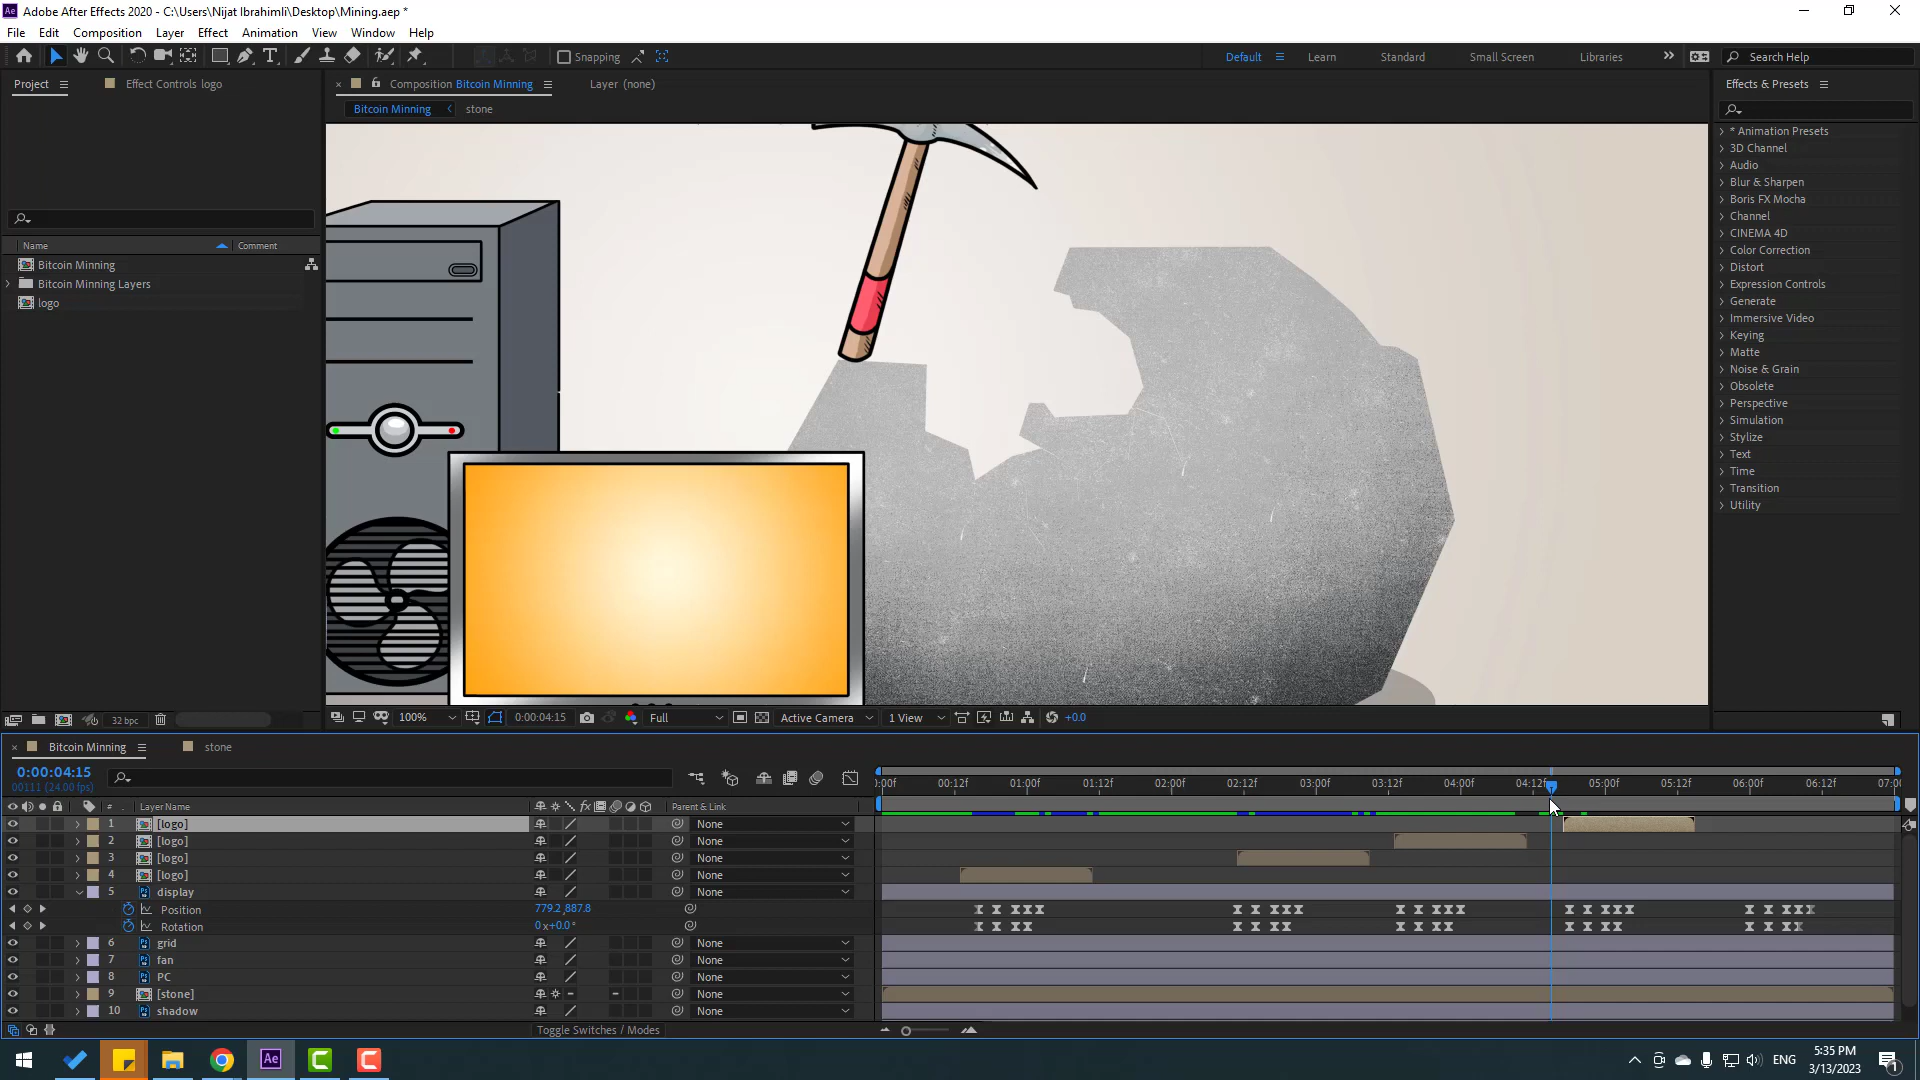 Adobe After Effects 2020 - C:\Users\Nijat Ibrahimli\Desktop\Mining.aep *
File Edit Composition Layer Effect Animation View Window Help
Snapping Default Learn Standard Small Screen Libraries Search Help
Project Effect Controls logo Composition Bitcoin Minning Layer (none) Effects & Presets
Bitcoin Minning stone
* Animation Presets
3D Channel
Audio
Blur & Sharpen
Boris FX Mocha
Channel
CINEMA 4D
Color Correction
Distort
Expression Controls
Generate
Immersive Video
Keying
Matte
Noise & Grain
Obsolete
Perspective
Simulation
Stylize
Text
Time
Transition
Utility
Name Comment
Bitcoin Minning
Bitcoin Minning Layers
logo
32 bpc 100% 0:00:04:15 Full Active Camera 1 View +0.0
Bitcoin Minning stone
0:00:04:15
00111 (24.00 fps)
:00f 00:12f 01:00f 01:12f 02:00f 02:12f 03:00f 03:12f 04:00f 04:12f 05:00f 05:12f 06:00f 06:12f 07:00
# Layer Name fx Parent & Link
1 [logo] None
2 [logo] None
3 [logo] None
4 [logo] None
5 display None
Position 779.2,887.8
Rotation 0x+0.0°
6 grid None
7 fan None
8 PC None
9 [stone] None
10 shadow None
Toggle Switches / Modes
Ae ENG 5:35 PM
3/13/2023 1